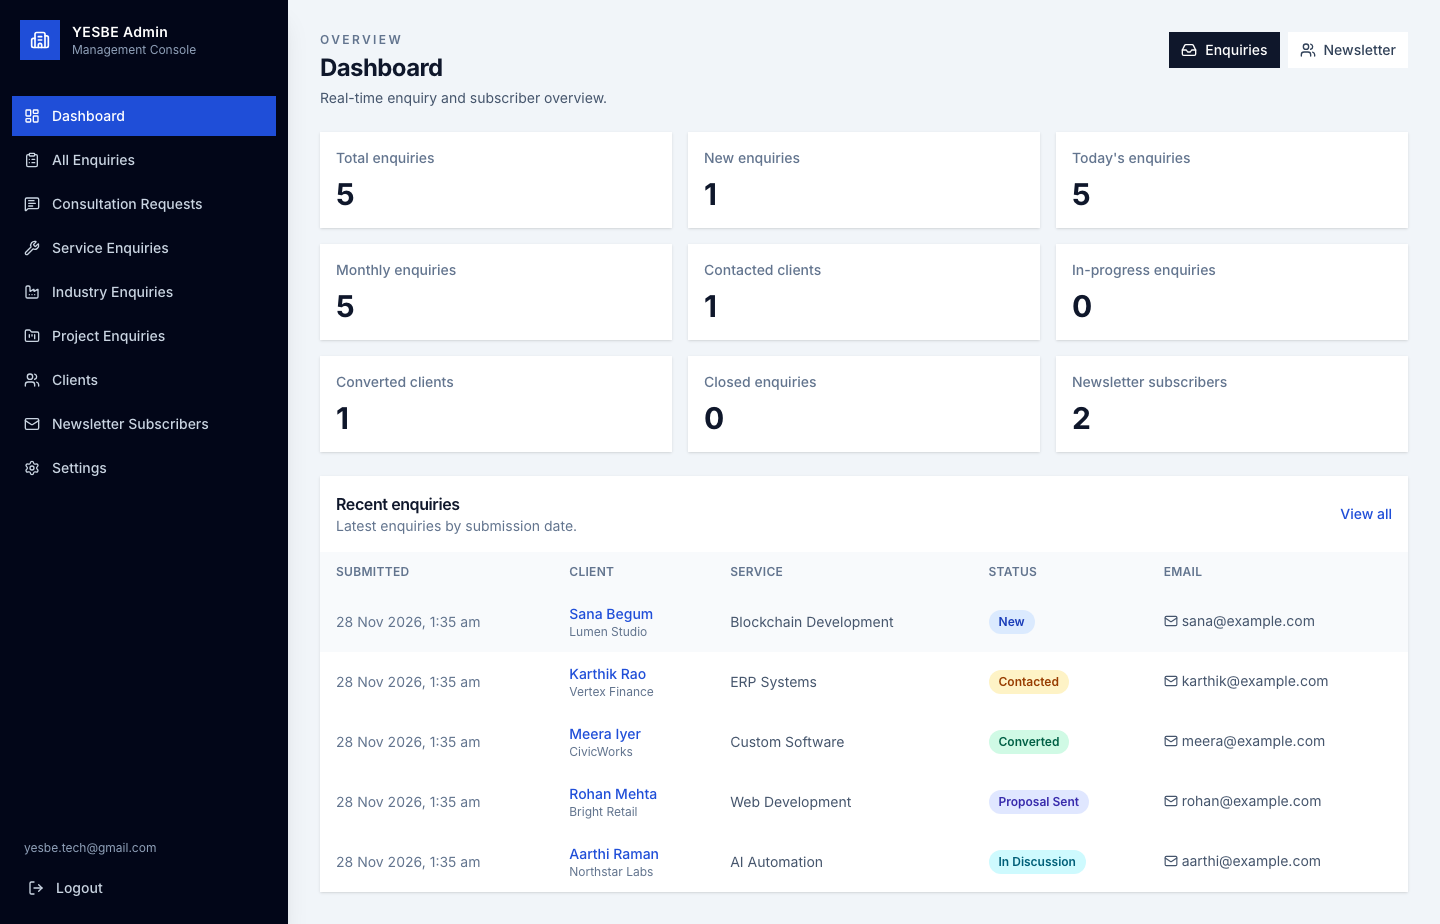 YESBE Admin
Management Console
Dashboard
All Enquiries
Consultation Requests
Service Enquiries
Industry Enquiries
Project Enquiries
Clients
Newsletter Subscribers
Settings
yesbe.tech@gmail.com
Logout
OVERVIEW
Dashboard
Real-time enquiry and subscriber overview.
Enquiries
Newsletter
Total enquiries
5
New enquiries
1
Today's enquiries
5
Monthly enquiries
5
Contacted clients
1
In-progress enquiries
0
Converted clients
1
Closed enquiries
0
Newsletter subscribers
2
Recent enquiries
Latest enquiries by submission date.
View all
SUBMITTED CLIENT SERVICE STATUS EMAIL
28 Nov 2026, 1:35 am Sana Begum Blockchain Development New sana@example.com
Lumen Studio
28 Nov 2026, 1:35 am Karthik Rao ERP Systems Contacted karthik@example.com
Vertex Finance
28 Nov 2026, 1:35 am Meera Iyer Custom Software Converted meera@example.com
CivicWorks
28 Nov 2026, 1:35 am Rohan Mehta Web Development Proposal Sent rohan@example.com
Bright Retail
28 Nov 2026, 1:35 am Aarthi Raman AI Automation In Discussion aarthi@example.com
Northstar Labs